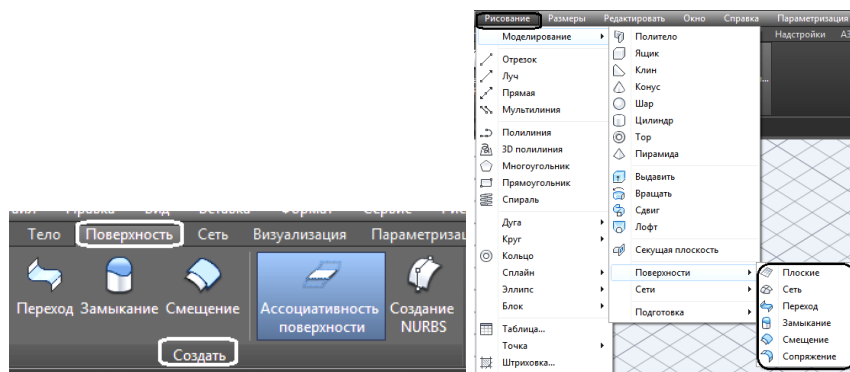 Тело Поверхность Сеть Визуализация
Переход Замыкание Смещение Ассоциативность поверхности Создание NURBS
Создать
Рисование Размеры Редактировать Окно Справка Параметризация
Надстройки
Моделирование
Отрезок
Луч
Прямая
Мультилиния
Полилиния
3D полилиния
Многоугольник
Прямоугольник
Спираль
Дуга
Круг
Кольцо
Сплайн
Эллипс
Блок
Таблица...
Точка
Штриховка...
Политело
Ящик
Клин
Конус
Шар
Цилиндр
Тор
Пирамида
Выдавить
Вращать
Сдвиг
Лофт
Секущая плоскость
Поверхности
Сети
Подготовка
Плоские
Сеть
Переход
Замыкание
Смещение
Сопряжение